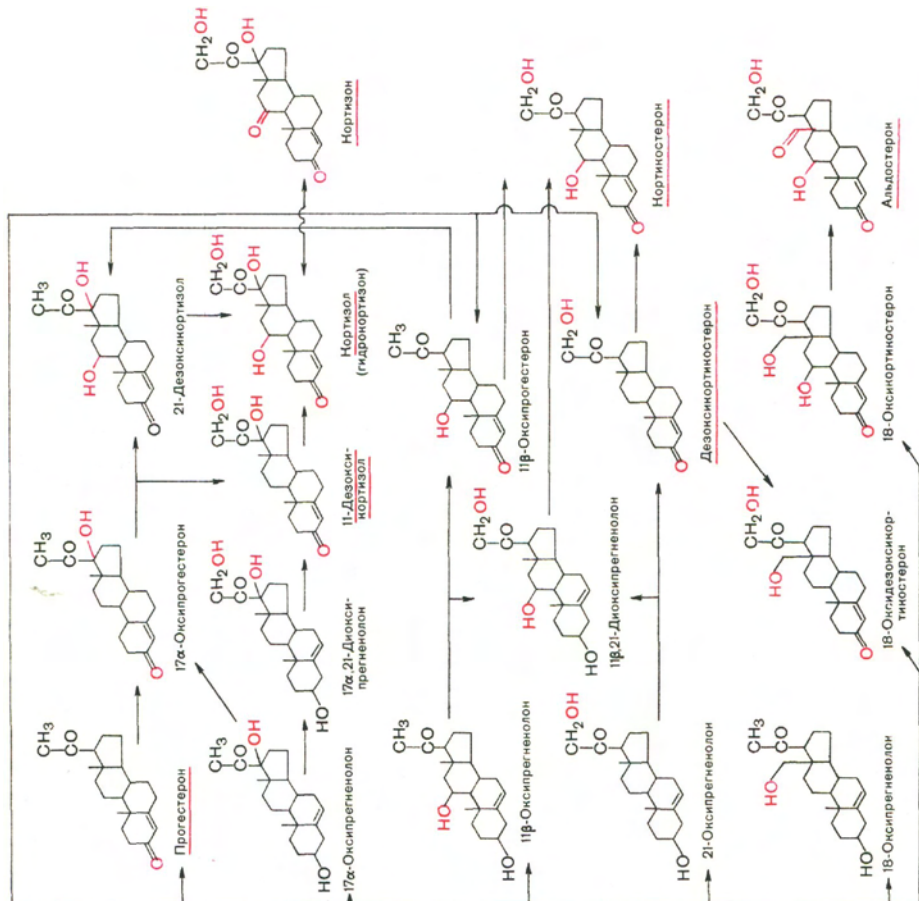 CH₃
CO
O
Прогестерон
CH₃
CO
OH
O
17α-Оксипрогестерон
CH₃
CO
OH
HO
O
21-Дезоксикортизол
CH₂OH
CO
OH
O
O
Кортизон
CH₃
CO
OH
HO
17α-Оксипрегненолон
CH₂OH
CO
OH
HO
17α,21-Диокси-
прегненолон
CH₂OH
CO
OH
O
11-Дезокси-
кортизол
CH₂OH
CO
OH
HO
O
Кортизол
(гидрокортизон)
CH₃
CO
HO
HO
11β-Оксипрегненолон
CH₂OH
CO
HO
HO
11β,21-Диоксипрегненолон
CH₃
CO
HO
O
11β-Оксипрогестерон
CH₂OH
CO
HO
O
Кортикостерон
CH₂OH
CO
HO
21-Оксипрегненолон
CH₂OH
CO
O
Дезоксикортикостерон
CH₃
CO
HO
HO
18-Оксипрегненолон
CH₂OH
CO
HO
O
18-Оксидезоксикор-
тикостерон
CH₂OH
CO
HO
HO
O
18-Оксикортикостерон
CH₂OH
CO
O
HO
O
Альдостерон